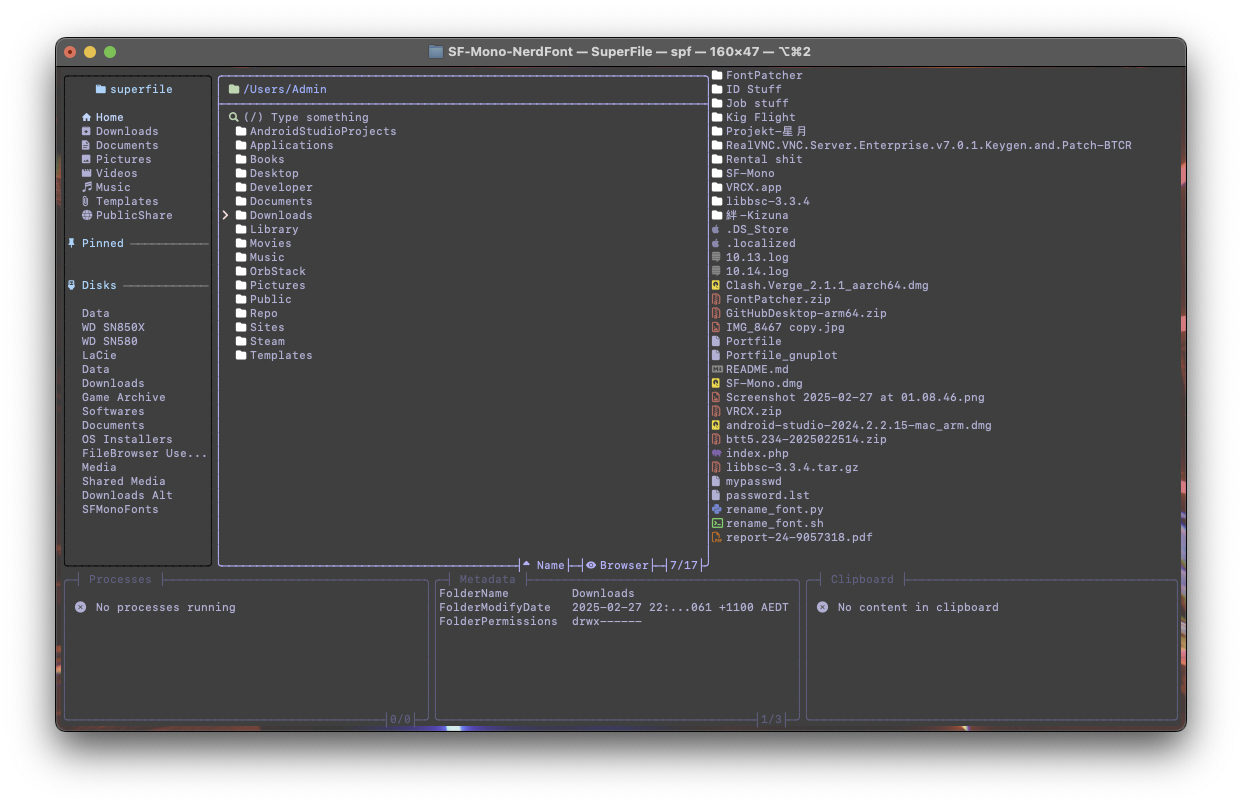 SF-Mono-NerdFont — SuperFile — spf — 160×47 — ⌥⌘2
superfile
Home
Downloads
Documents
Pictures
Videos
Music
Templates
PublicShare
Pinned
Disks
Data
WD SN850X
WD SN580
LaCie
Data
Downloads
Game Archive
Softwares
Documents
OS Installers
FileBrowser Use...
Media
Shared Media
Downloads Alt
SFMonoFonts
/Users/Admin
(/) Type something
AndroidStudioProjects
Applications
Books
Desktop
Developer
Documents
Downloads
Library
Movies
Music
OrbStack
Pictures
Public
Repo
Sites
Steam
Templates
Name
Browser
7/17
FontPatcher
ID Stuff
Job stuff
Kig Flight
Projekt-星月
RealVNC.VNC.Server.Enterprise.v7.0.1.Keygen.and.Patch-BTCR
Rental shit
SF-Mono
VRCX.app
libbsc-3.3.4
絆-Kizuna
.DS_Store
.localized
10.13.log
10.14.log
Clash.Verge_2.1.1_aarch64.dmg
FontPatcher.zip
GitHubDesktop-arm64.zip
IMG_8467 copy.jpg
Portfile
Portfile_gnuplot
README.md
SF-Mono.dmg
Screenshot 2025-02-27 at 01.08.46.png
VRCX.zip
android-studio-2024.2.2.15-mac_arm.dmg
btt5.234-2025022514.zip
index.php
libbsc-3.3.4.tar.gz
mypasswd
password.lst
rename_font.py
rename_font.sh
report-24-9057318.pdf
Processes
No processes running
0/0
Metadata
FolderName Downloads
FolderModifyDate 2025-02-27 22:...061 +1100 AEDT
FolderPermissions drwx------
1/3
Clipboard
No content in clipboard